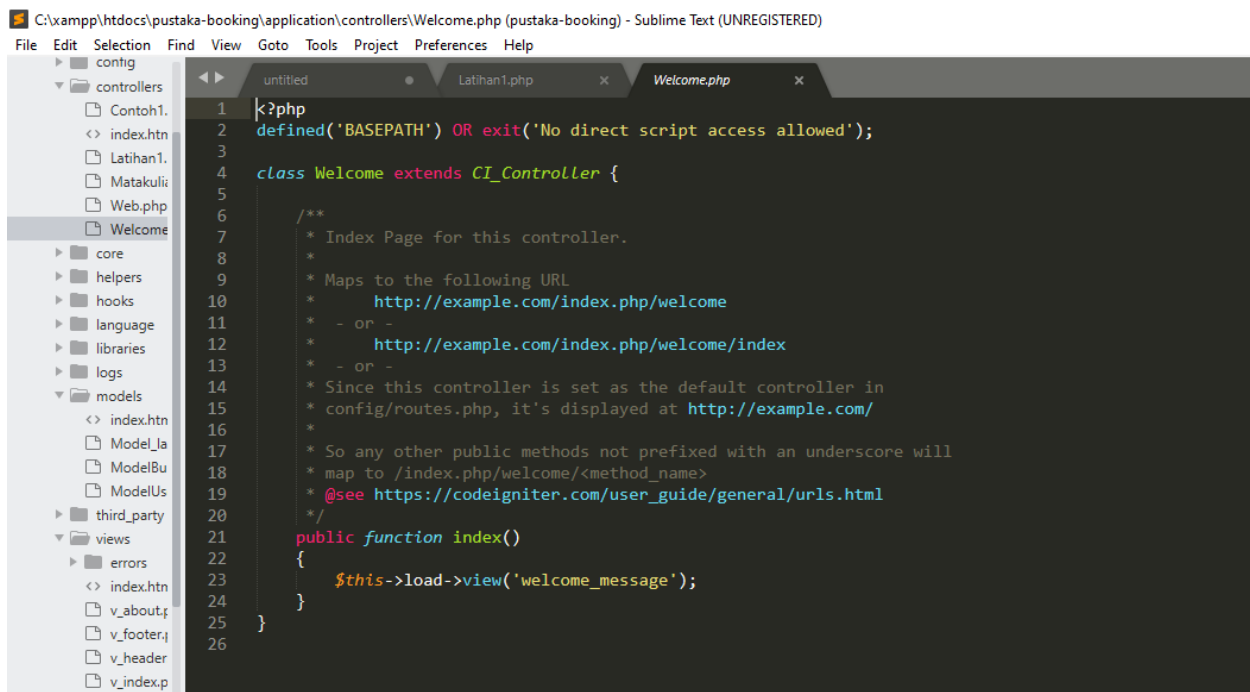 C:\xampp\htdocs\pustaka-booking\application\controllers\Welcome.php (pustaka-booking) - Sublime Text (UNREGISTERED)
File Edit Selection Find View Goto Tools Project Preferences Help
config
controllers
Contoh1.
index.htn
Latihan1.
Matakulia
Web.php
Welcome
core
helpers
hooks
language
libraries
logs
models
index.htn
Model_la
ModelBu
ModelUs
third_party
views
errors
index.htn
v_about.p
v_footer.p
v_header
v_index.p
untitled
Latihan1.php
Welcome.php
1 <?php
2 defined('BASEPATH') OR exit('No direct script access allowed');
3
4 class Welcome extends CI_Controller {
5
6 /**
7 * Index Page for this controller.
8 *
9 * Maps to the following URL
10 * http://example.com/index.php/welcome
11 * - or -
12 * http://example.com/index.php/welcome/index
13 * - or -
14 * Since this controller is set as the default controller in
15 * config/routes.php, it's displayed at http://example.com/
16 *
17 * So any other public methods not prefixed with an underscore will
18 * map to /index.php/welcome/<method_name>
19 * @see https://codeigniter.com/user_guide/general/urls.html
20 */
21 public function index()
22 {
23 $this->load->view('welcome_message');
24 }
25 }
26